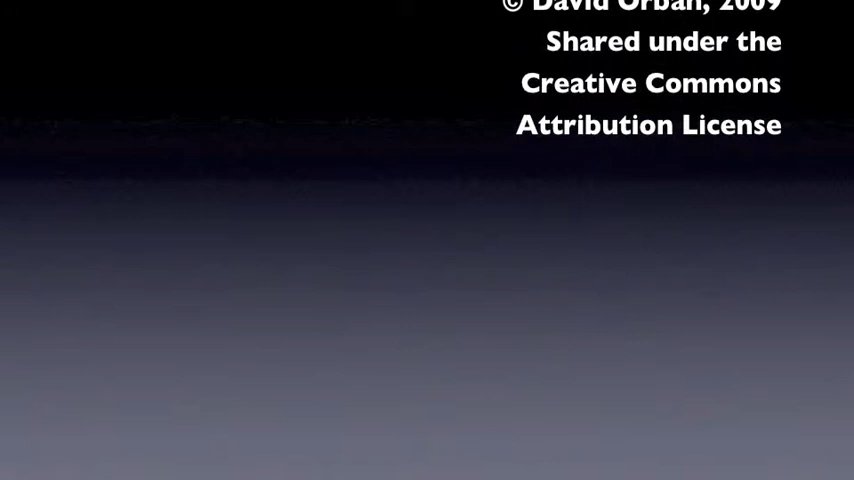 © David Orban, 2009
Shared under the
Creative Commons
Attribution License